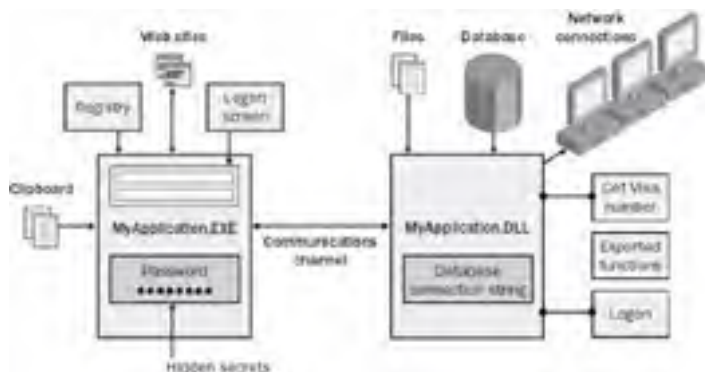 Web sites
Files
Database
Network
connections
Registry
Logon
screen
Clipboard
MyApplication.EXE
Communications
channel
MyApplication.DLL
Get Visa
number
Exported
functions
Password
Database
connection string
Logon
Hidden secrets